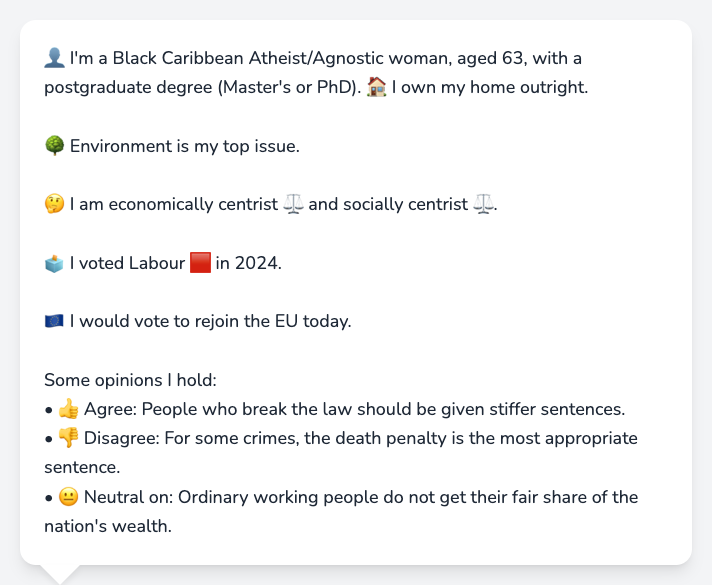 👤 I'm a Black Caribbean Atheist/Agnostic woman, aged 63, with a
postgraduate degree (Master's or PhD). 🏠 I own my home outright.
🌳 Environment is my top issue.
🤔 I am economically centrist ⚖️ and socially centrist ⚖️.
🗳️ I voted Labour 🟥 in 2024.
🇪🇺 I would vote to rejoin the EU today.
Some opinions I hold:
• 👍 Agree: People who break the law should be given stiffer sentences.
• 👎 Disagree: For some crimes, the death penalty is the most appropriate
sentence.
• 😐 Neutral on: Ordinary working people do not get their fair share of the
nation's wealth.